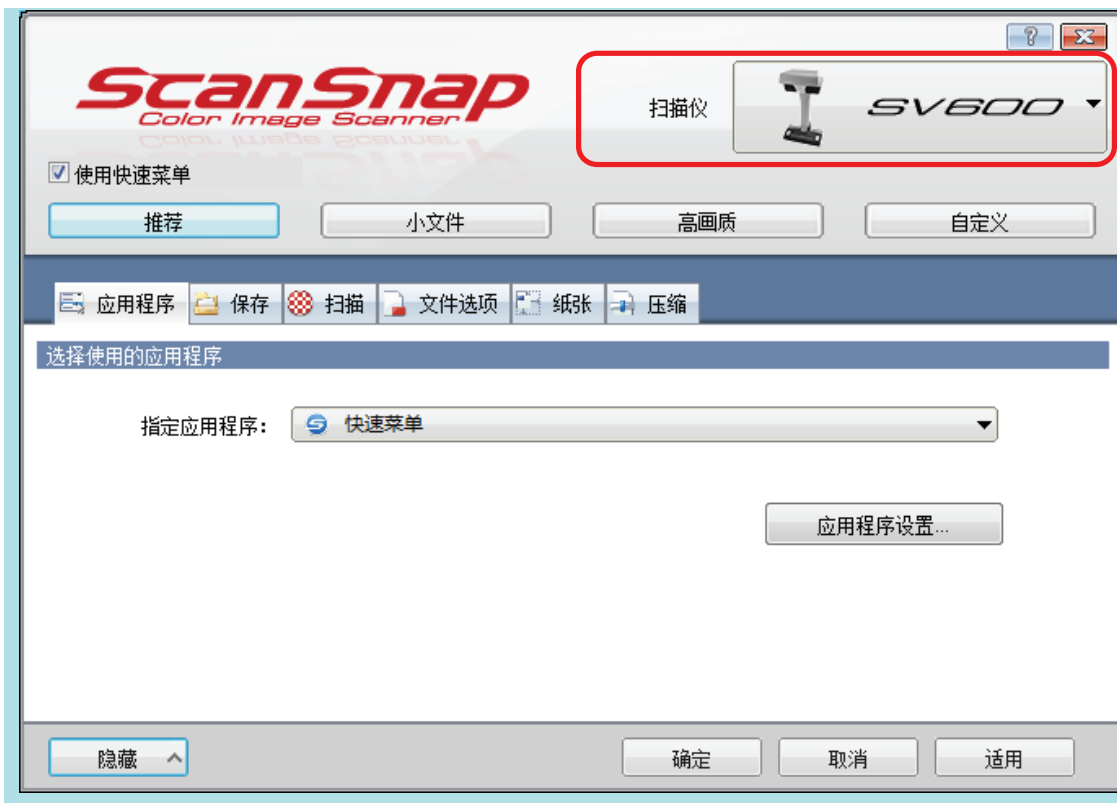 ScanSnap
Color Image Scanner
扫描仪
SV600
使用快速菜单
推荐
小文件
高画质
自定义
应用程序
保存
扫描
文件选项
纸张
压缩
选择使用的应用程序
指定应用程序:
快速菜单
应用程序设置...
隐藏
确定
取消
适用